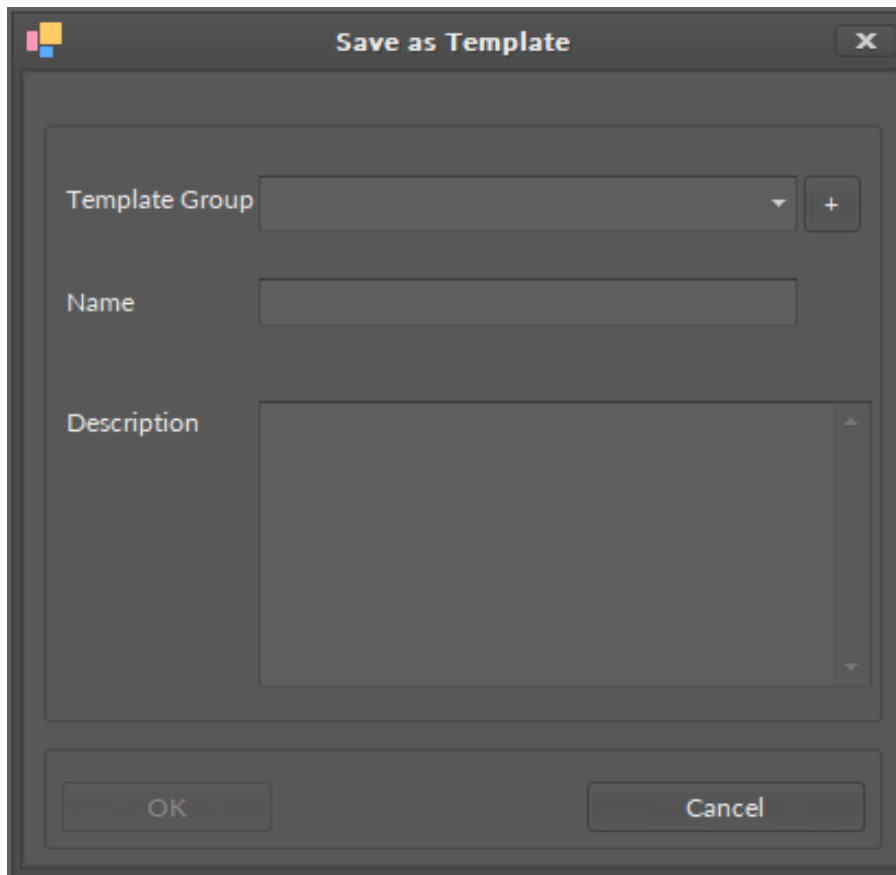 Save as Template
Template Group
+
Name
Description
OK
Cancel